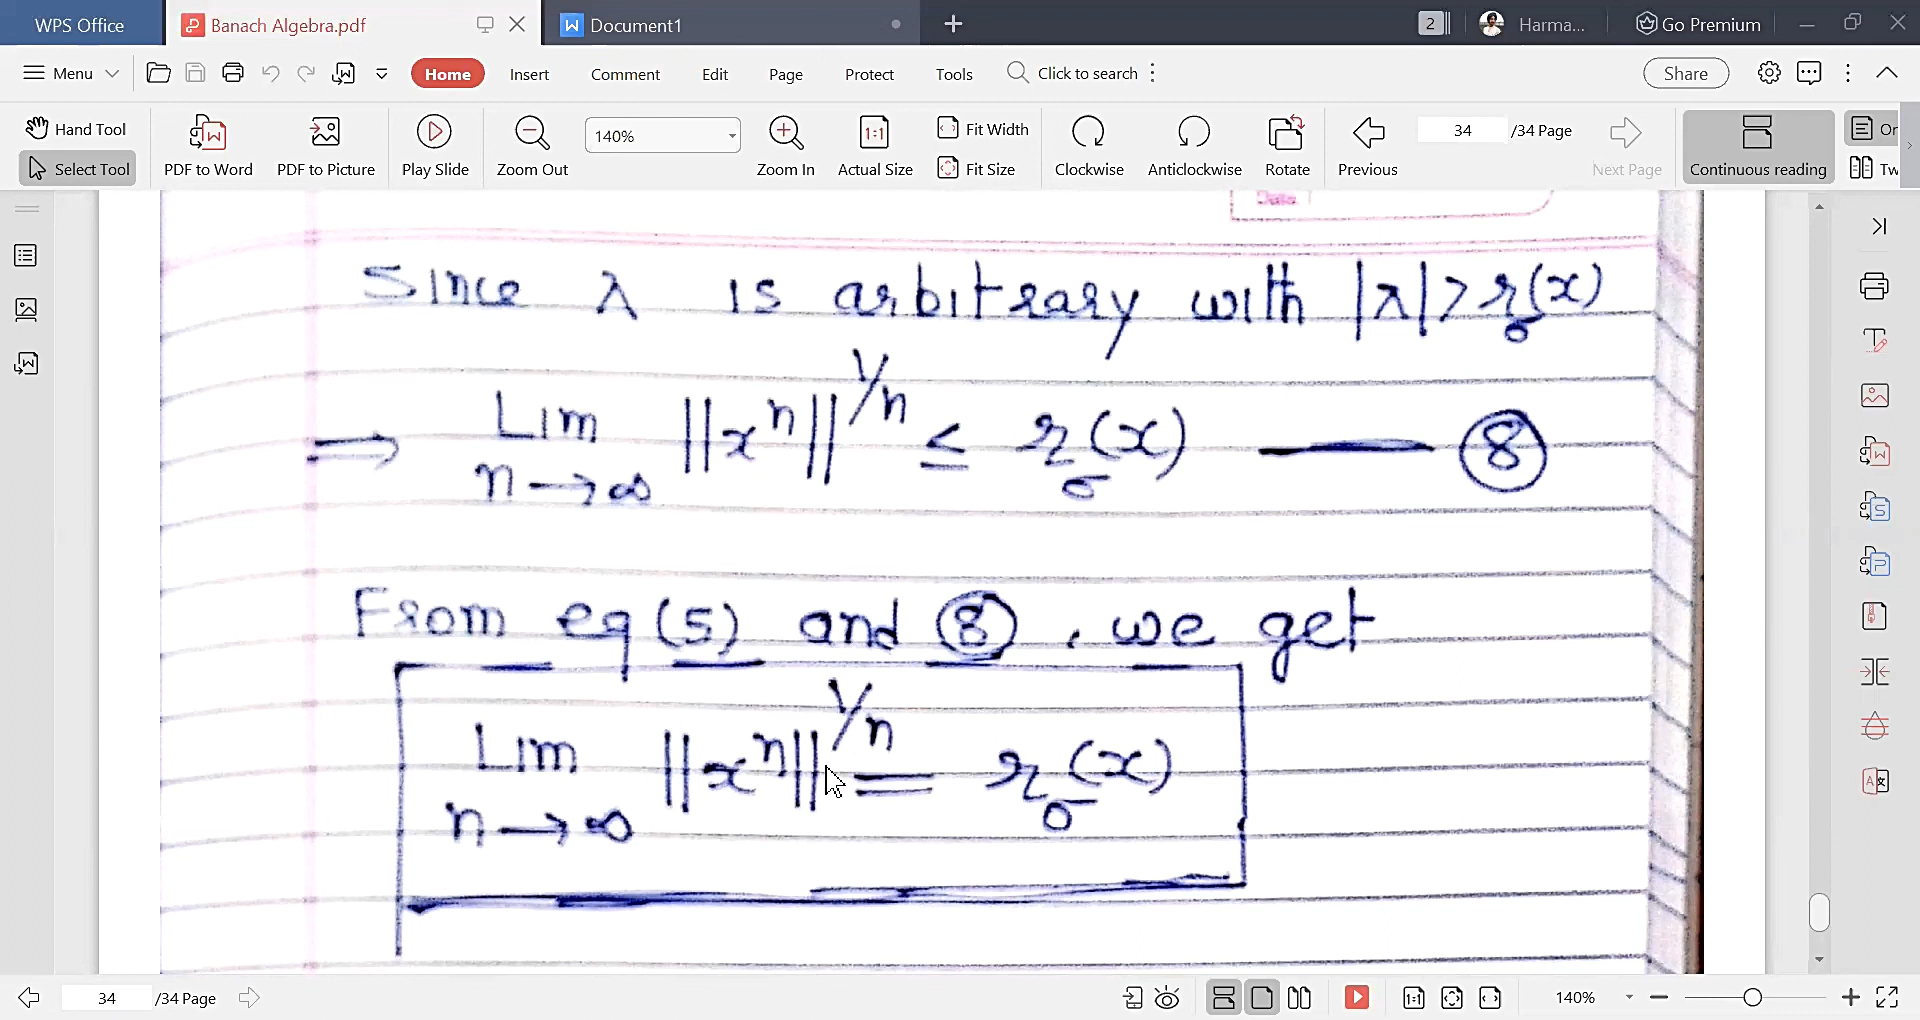 WPS Office
Banach Algebra.pdf
Document1
2
Harma...
Go Premium
Menu
Home
Insert
Comment
Edit
Page
Protect
Tools
Click to search
Share
Hand Tool
Select Tool
PDF to Word
PDF to Picture
Play Slide
Zoom Out
140%
Zoom In
1:1
Actual Size
Fit Width
Fit Size
Clockwise
Anticlockwise
Rotate
Previous
34 /34 Page
Next Page
Continuous reading
Or
Tw
Date
Since λ is arbitrary with |λ| > r_σ(x)
⟹ Lim n→∞ ||x^n||^1/n ≤ r_σ(x) — ⑧
From eq (5) and ⑧, we get
Lim n→∞ ||x^n||^1/n = r_σ(x)
34 /34 Page
140%